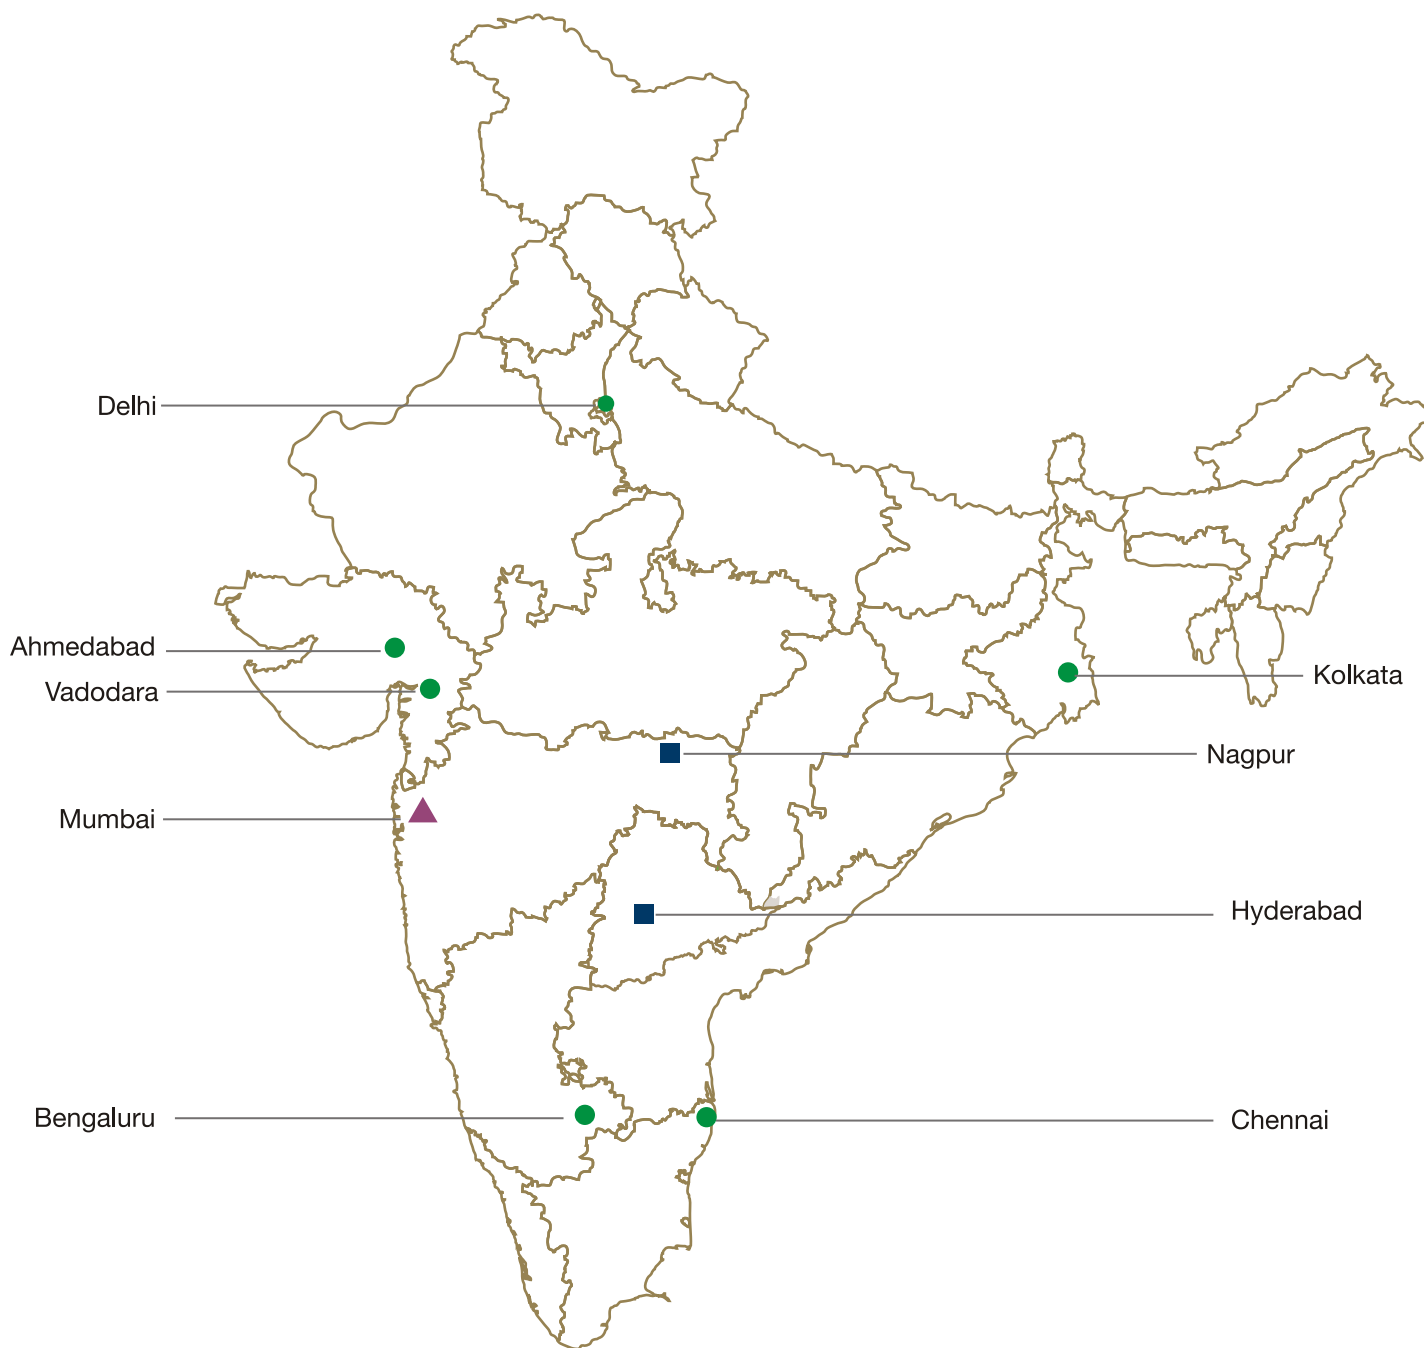 Delhi
Ahmedabad
Vadodara
Kolkata
Nagpur
Mumbai
Hyderabad
Bengaluru
Chennai